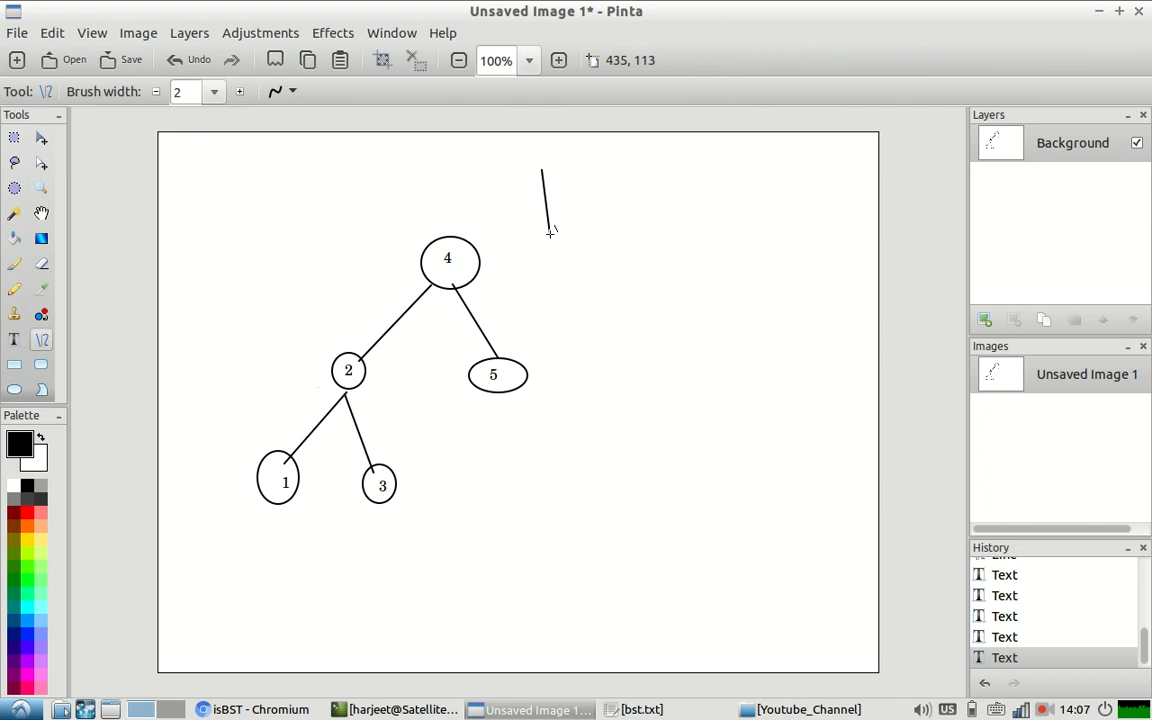 Unsaved Image 1* - Pinta
File Edit View Image Layers Adjustments Effects Window Help
Open Save Undo 100% 435, 113
Tool: Brush width: 2
Tools
Layers
Background
4
2
5
1
3
Images
Unsaved Image 1
Palette
History
Text
Text
Text
Text
Text
isBST - Chromium [harjeet@Satellite... Unsaved Image 1... [bst.txt] [Youtube_Channel] US 14:07